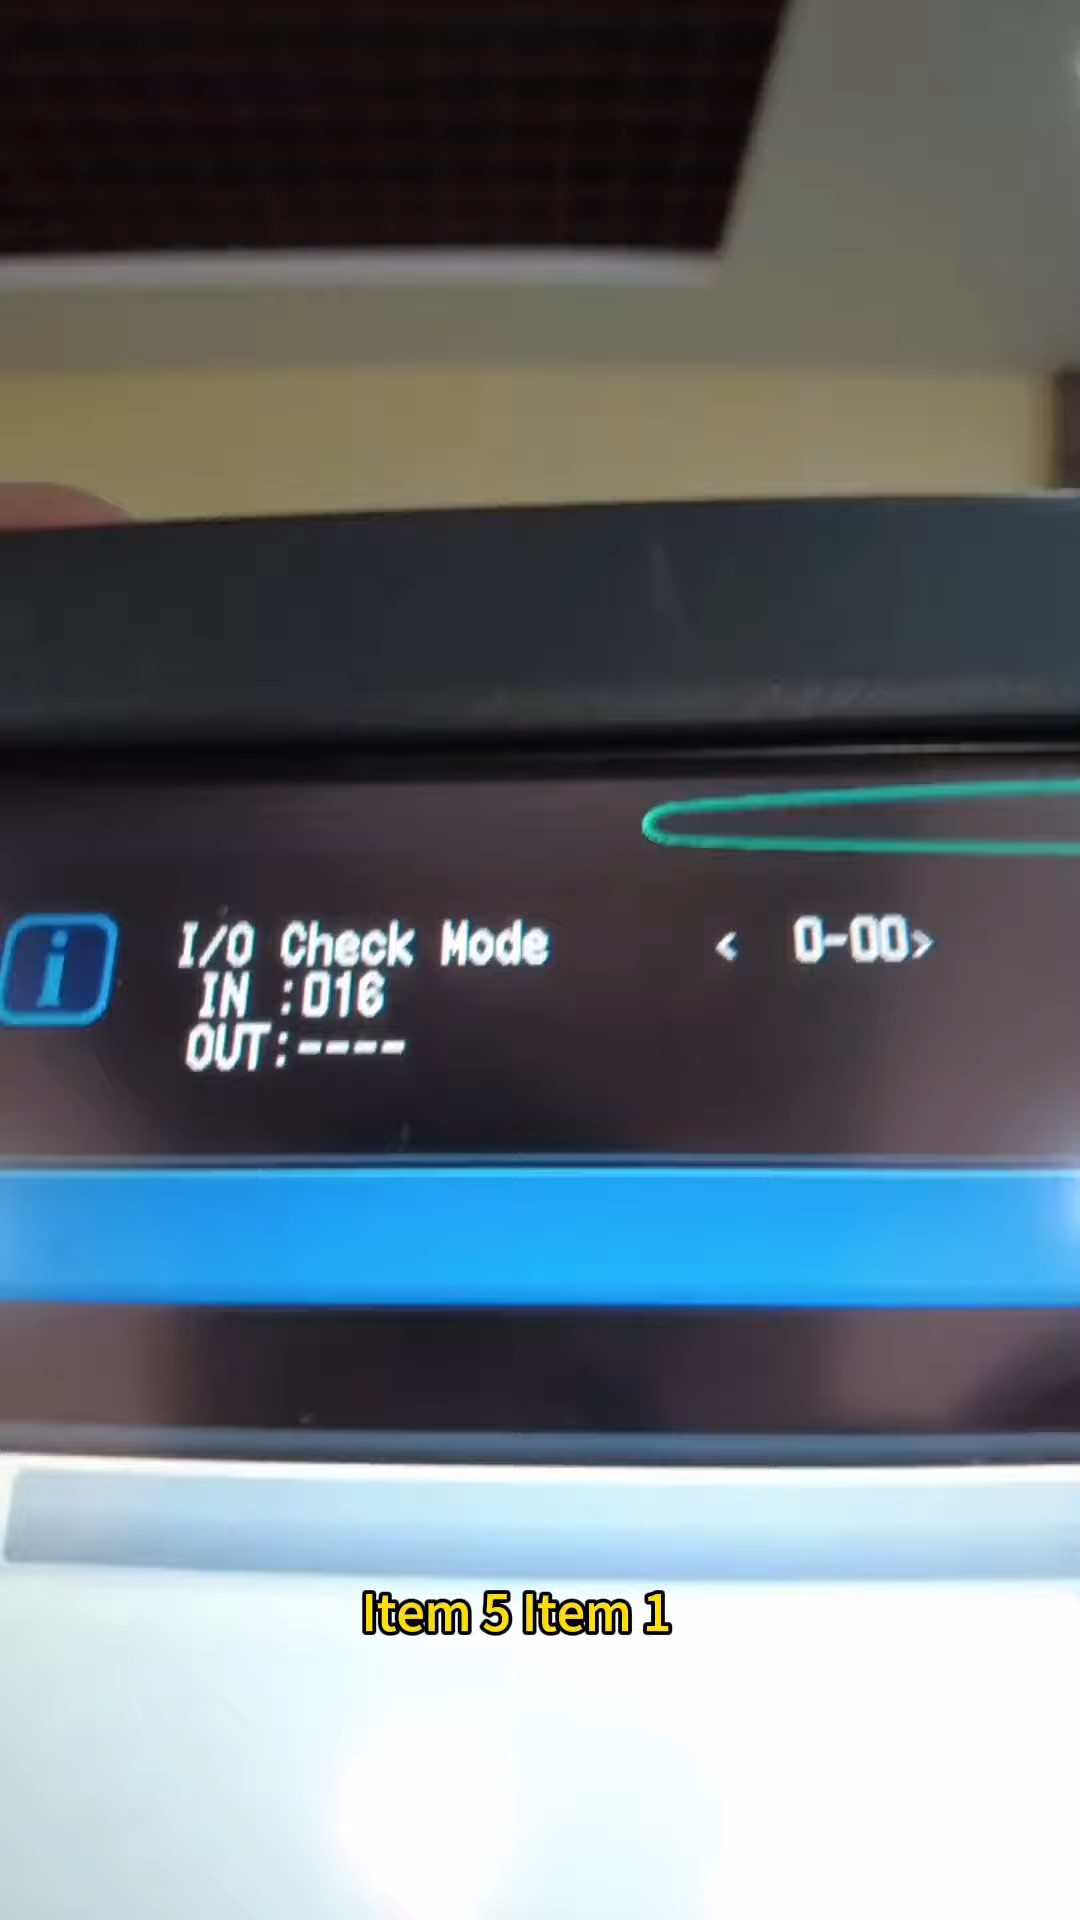 i
I/O Check Mode < 0-00>
IN :016
OUT:----
Item 5 Item 1